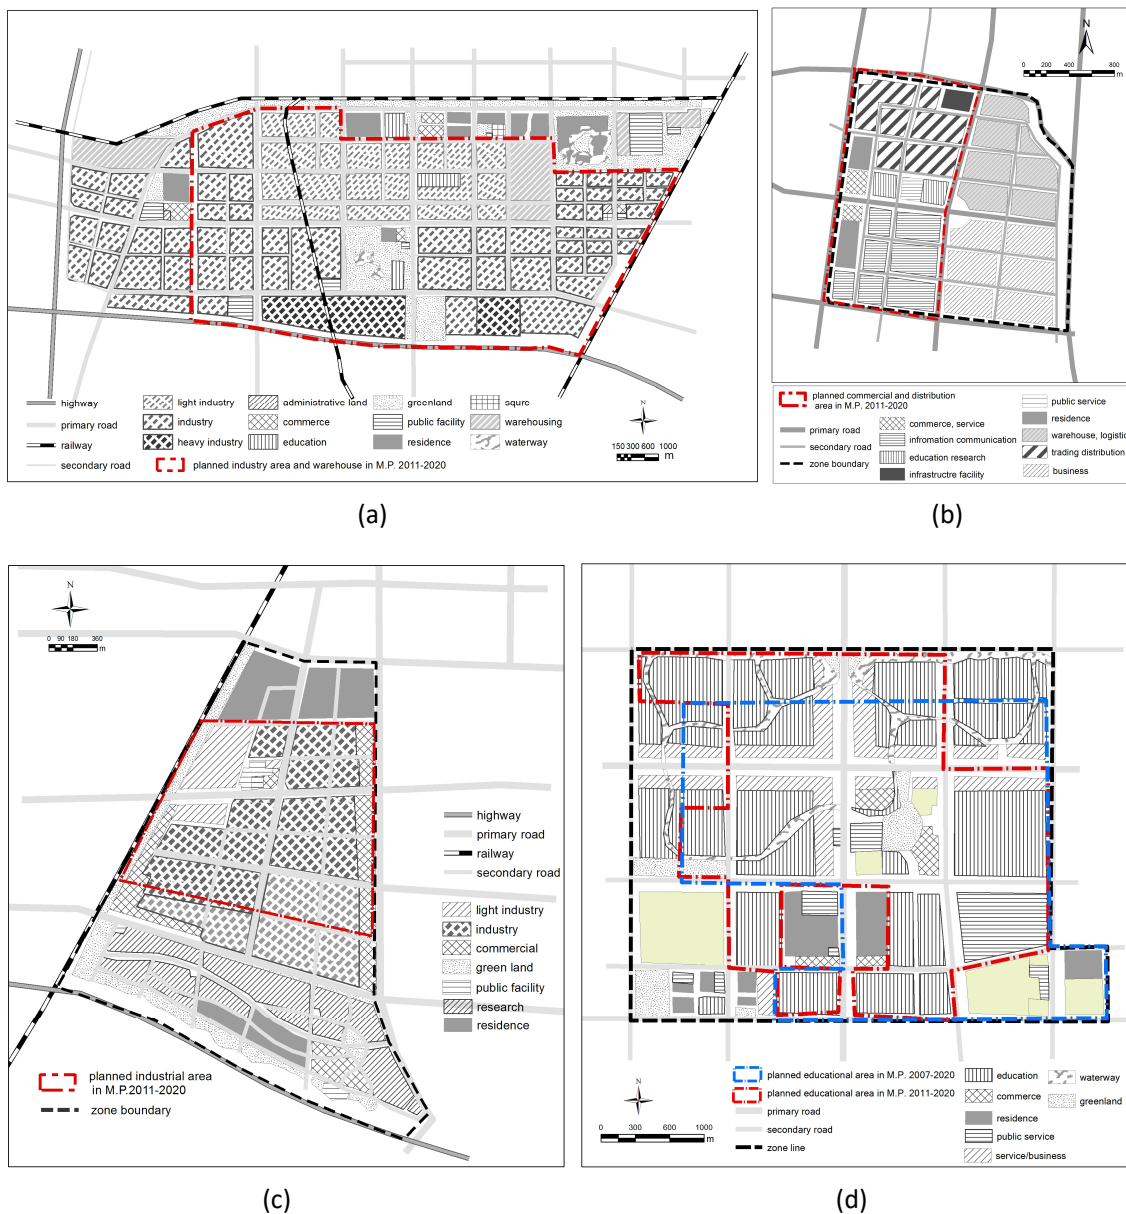 N
150 300 600 1000
m
highway
primary road
railway
secondary road
light industry
industry
heavy industry
administrative land
commerce
education
greenland
public facility
residence
squre
warehousing
waterway
planned industry area and warehouse in M.P. 2011-2020
(a)
N
0 200 400 800
m
planned commercial and distribution
area in M.P. 2011-2020
primary road
secondary road
zone boundary
commerce, service
infromation communication
education research
infrastructre facility
public service
residence
warehouse, logistic
trading distribution
business
(b)
N
0 90 180 360
m
highway
primary road
railway
secondary road
light industry
industry
commercial
green land
public facility
research
residence
planned industrial area
in M.P.2011-2020
zone boundary
(c)
N
0 300 600 1000
m
planned educational area in M.P. 2007-2020
planned educational area in M.P. 2011-2020
primary road
secondary road
zone line
education
commerce
residence
public service
service/business
waterway
greenland
(d)